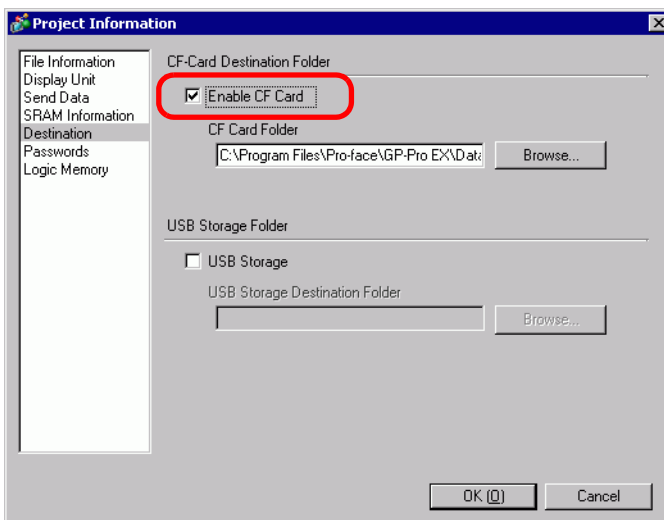 Project Information
File Information
Display Unit
Send Data
SRAM Information
Destination
Passwords
Logic Memory
CF-Card Destination Folder
Enable CF Card
CF Card Folder
C:\Program Files\Pro-face\GP-Pro EX\Data
Browse...
USB Storage Folder
USB Storage
USB Storage Destination Folder
Browse...
OK (O)
Cancel